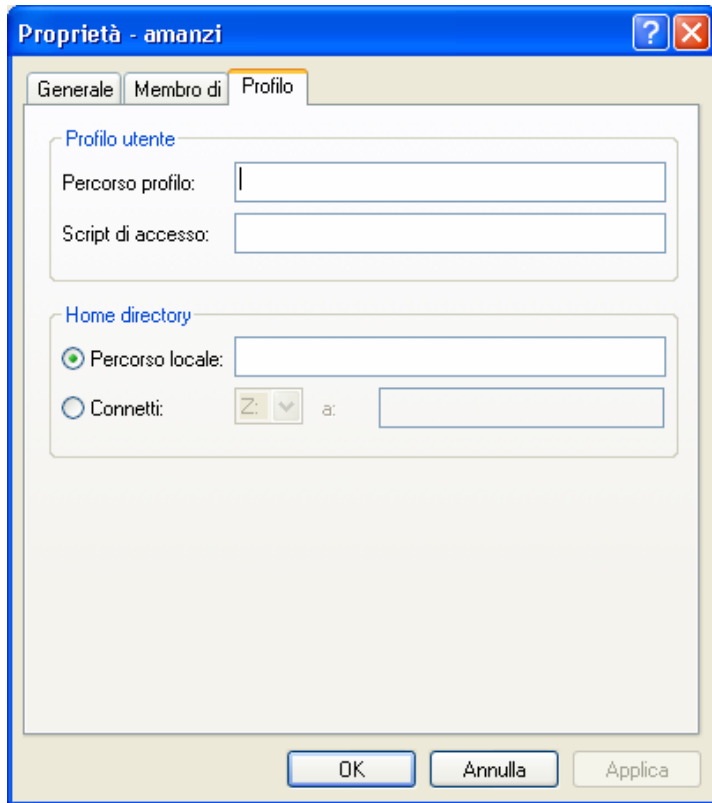 Proprietà - amanzi
Generale Membro di Profilo
Profilo utente
Percorso profilo:
Script di accesso:
Home directory
Percorso locale:
Connetti: Z: a:
OK Annulla Applica